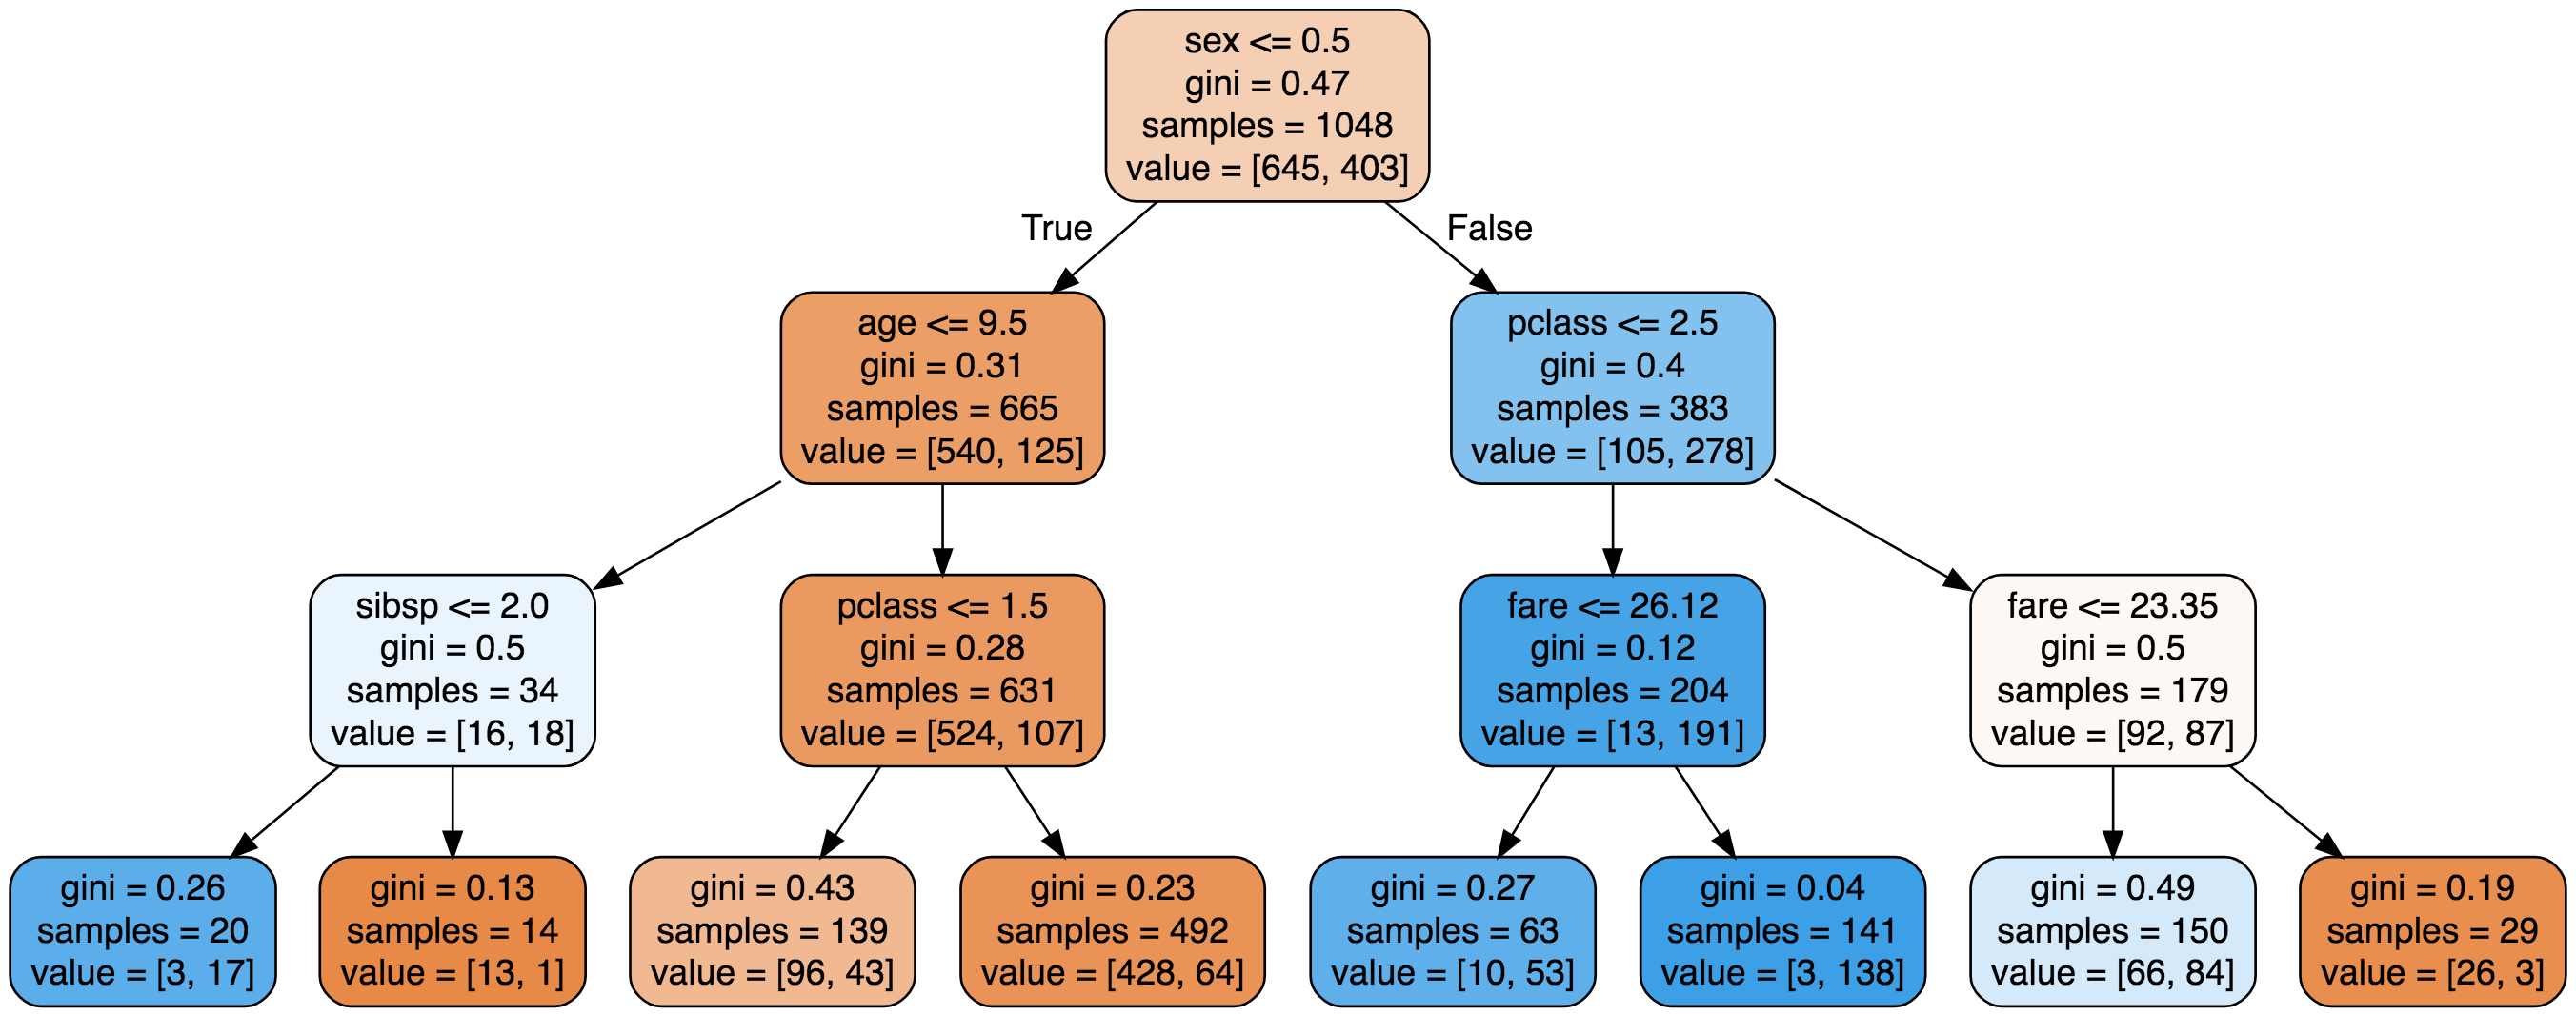 sex <= 0.5
gini = 0.47
samples = 1048
value = [645, 403]
True
False
age <= 9.5
gini = 0.31
samples = 665
value = [540, 125]
pclass <= 2.5
gini = 0.4
samples = 383
value = [105, 278]
sibsp <= 2.0
gini = 0.5
samples = 34
value = [16, 18]
pclass <= 1.5
gini = 0.28
samples = 631
value = [524, 107]
fare <= 26.12
gini = 0.12
samples = 204
value = [13, 191]
fare <= 23.35
gini = 0.5
samples = 179
value = [92, 87]
gini = 0.26
samples = 20
value = [3, 17]
gini = 0.13
samples = 14
value = [13, 1]
gini = 0.43
samples = 139
value = [96, 43]
gini = 0.23
samples = 492
value = [428, 64]
gini = 0.27
samples = 63
value = [10, 53]
gini = 0.04
samples = 141
value = [3, 138]
gini = 0.49
samples = 150
value = [66, 84]
gini = 0.19
samples = 29
value = [26, 3]